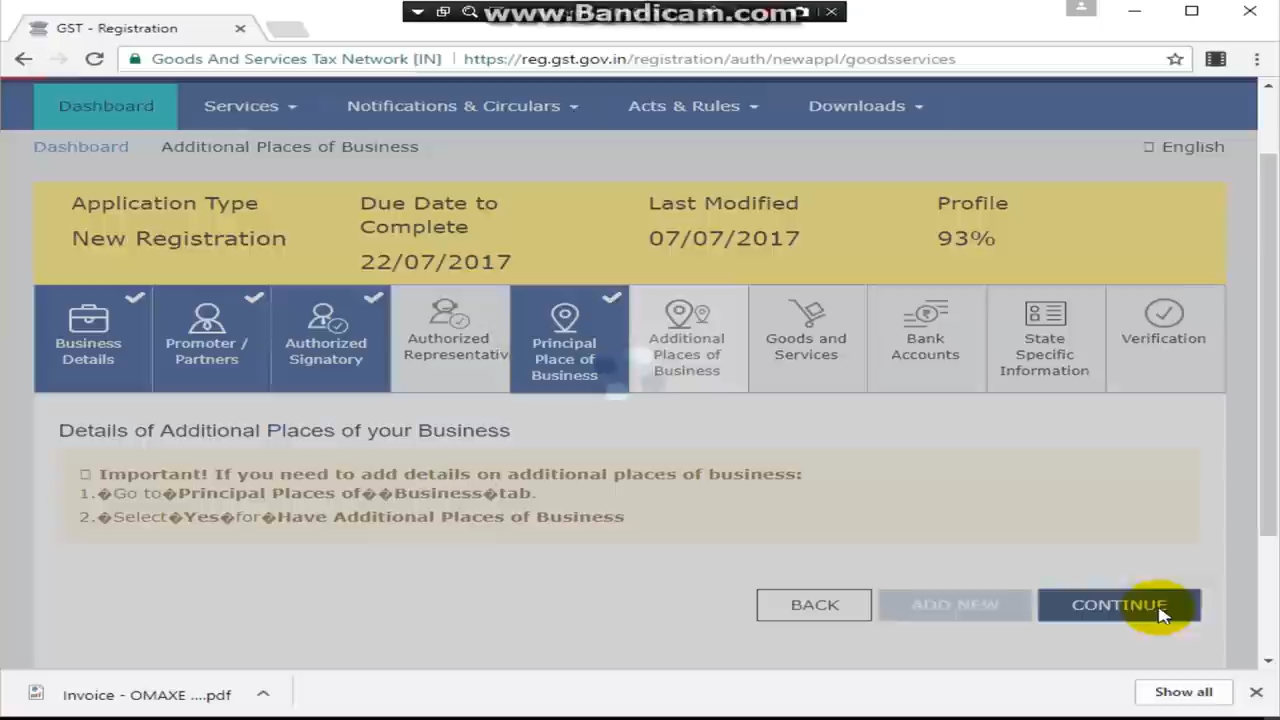 www.Bandicam.com
GST - Registration
Goods And Services Tax Network [IN] https://reg.gst.gov.in/registration/auth/newappl/goodsservices
Dashboard Services Notifications & Circulars Acts & Rules Downloads
Dashboard Additional Places of Business English
Application Type Due Date to Complete Last Modified Profile
New Registration 22/07/2017 07/07/2017 93%
Business Details
Promoter / Partners
Authorized Signatory
Authorized Representativ
Principal Place of Business
Additional Places of Business
Goods and Services
Bank Accounts
State Specific Information
Verification
Details of Additional Places of your Business
Important! If you need to add details on additional places of business:
1.�Go to�Principal Places of��Business�tab.
2.�Select�Yes�for�Have Additional Places of Business
BACK ADD NEW CONTINUE
Invoice - OMAXE ....pdf Show all